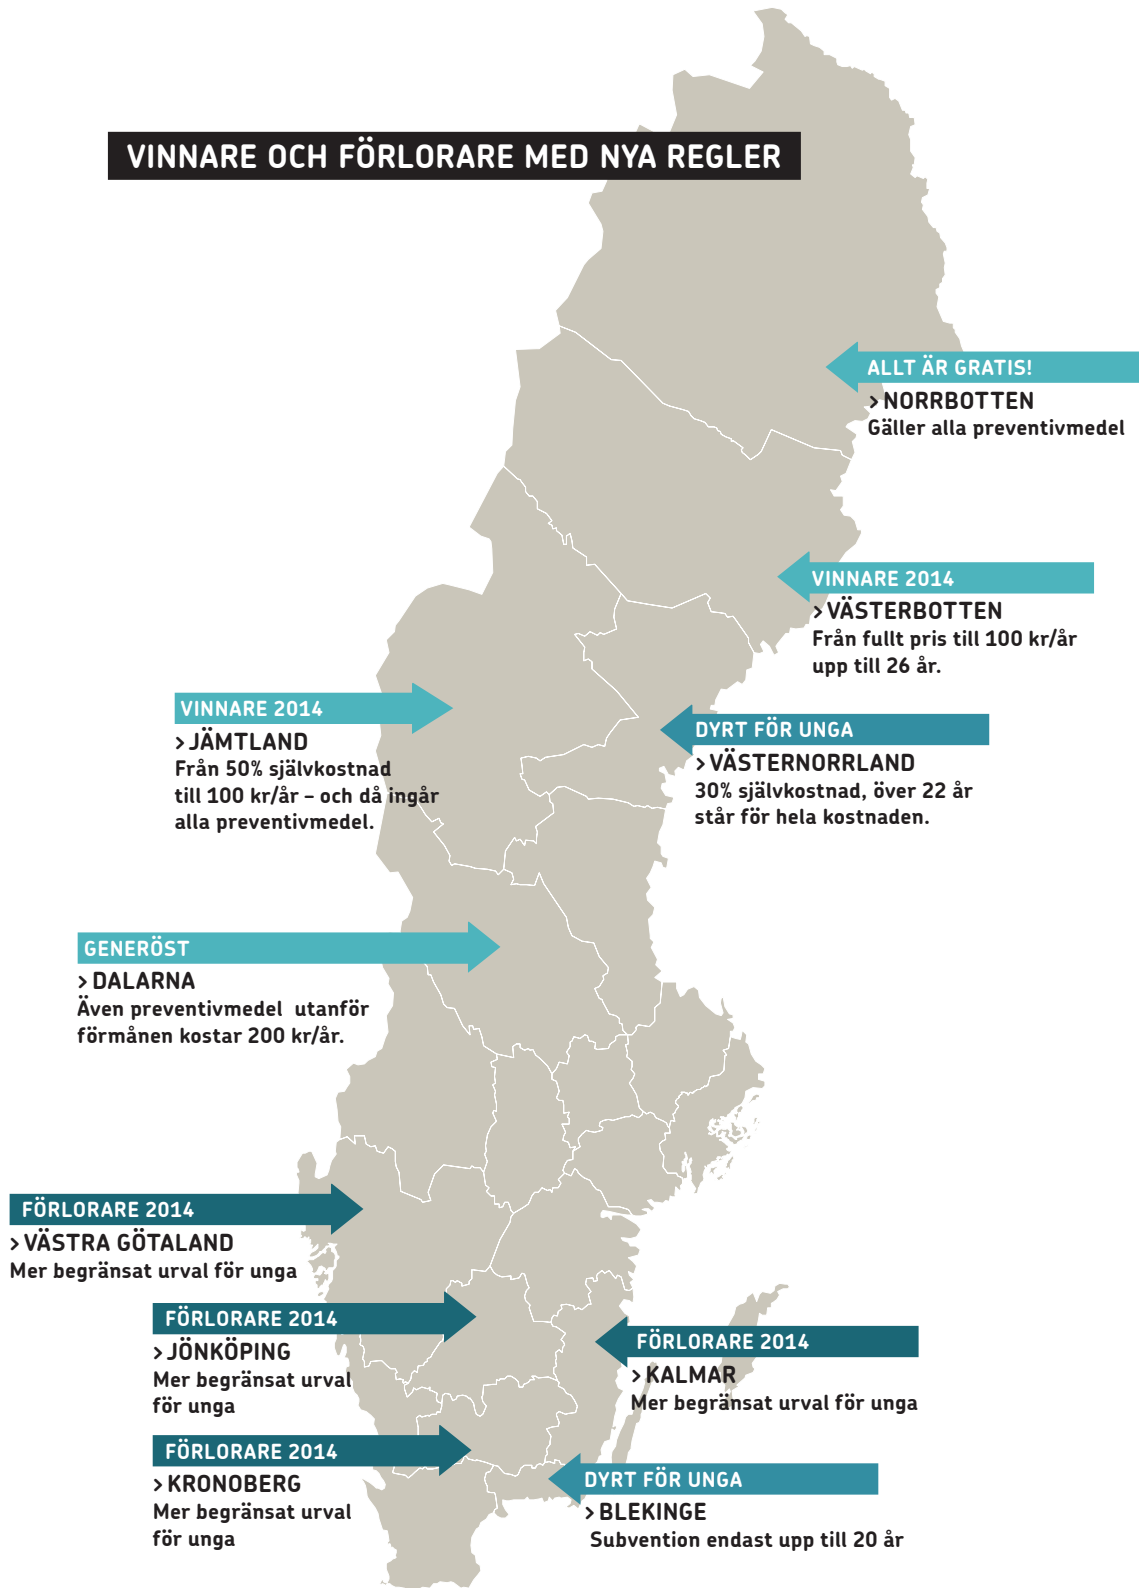 VINNARE OCH FÖRLORARE MED NYA REGLER
ALLT ÄR GRATIS!
> NORRBOTTEN
Gäller alla preventivmedel
VINNARE 2014
> VÄSTERBOTTEN
Från fullt pris till 100 kr/år
upp till 26 år.
VINNARE 2014
> JÄMTLAND
Från 50% självkostnad
till 100 kr/år – och då ingår
alla preventivmedel.
DYRT FÖR UNGA
> VÄSTERNORRLAND
30% självkostnad, över 22 år
står för hela kostnaden.
GENERÖST
> DALARNA
Även preventivmedel utanför
förmånen kostar 200 kr/år.
FÖRLORARE 2014
> VÄSTRA GÖTALAND
Mer begränsat urval för unga
FÖRLORARE 2014
> JÖNKÖPING
Mer begränsat urval
för unga
FÖRLORARE 2014
> KALMAR
Mer begränsat urval för unga
FÖRLORARE 2014
> KRONOBERG
Mer begränsat urval
för unga
DYRT FÖR UNGA
> BLEKINGE
Subvention endast upp till 20 år